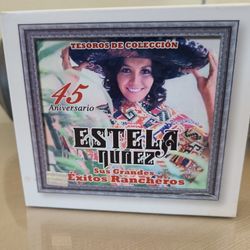 TESOROS DE COLECCIÓN
45
Aniversario
ESTELA
NUÑEZ
Sus Grandes
Éxitos Rancheros